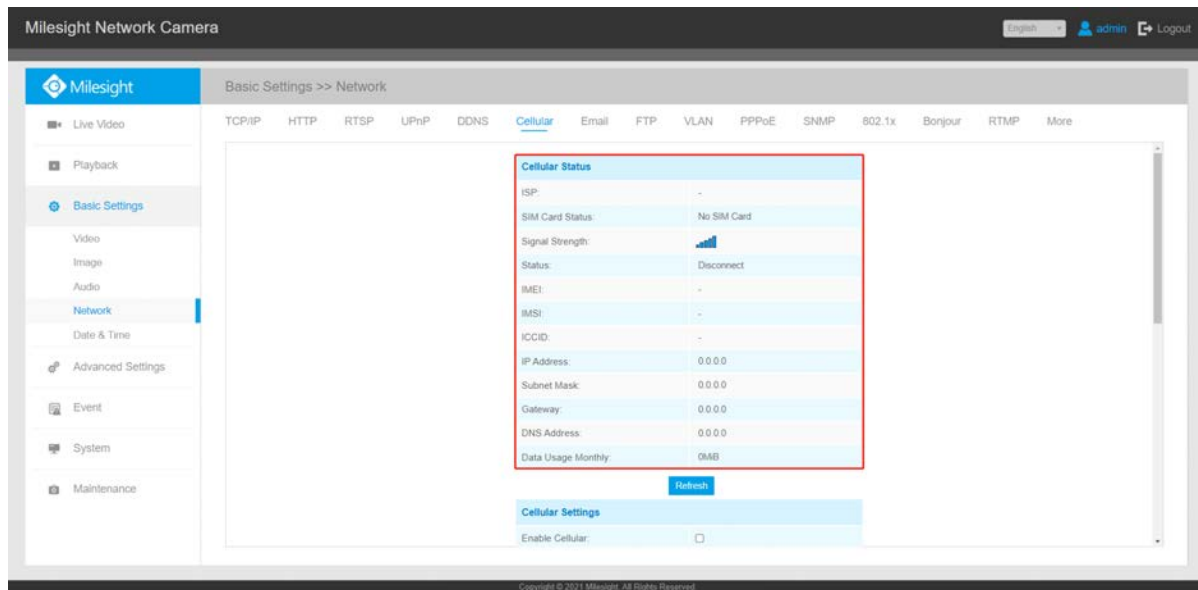 Milesight Network Camera
English admin Logout
Milesight
Basic Settings >> Network
Live Video
Playback
Basic Settings
Video
Image
Audio
Network
Date & Time
Advanced Settings
Event
System
Maintenance
TCP/IP HTTP RTSP UPnP DDNS Cellular Email FTP VLAN PPPoE SNMP 802.1x Bonjour RTMP More
Cellular Status
ISP: -
SIM Card Status: No SIM Card
Signal Strength:
Status: Disconnect
IMEI: -
IMSI: -
ICCID: -
IP Address: 0.0.0.0
Subnet Mask: 0.0.0.0
Gateway: 0.0.0.0
DNS Address: 0.0.0.0
Data Usage Monthly: 0MiB
Refresh
Cellular Settings
Enable Cellular:
Copyright © 2021 Milesight. All Rights Reserved.